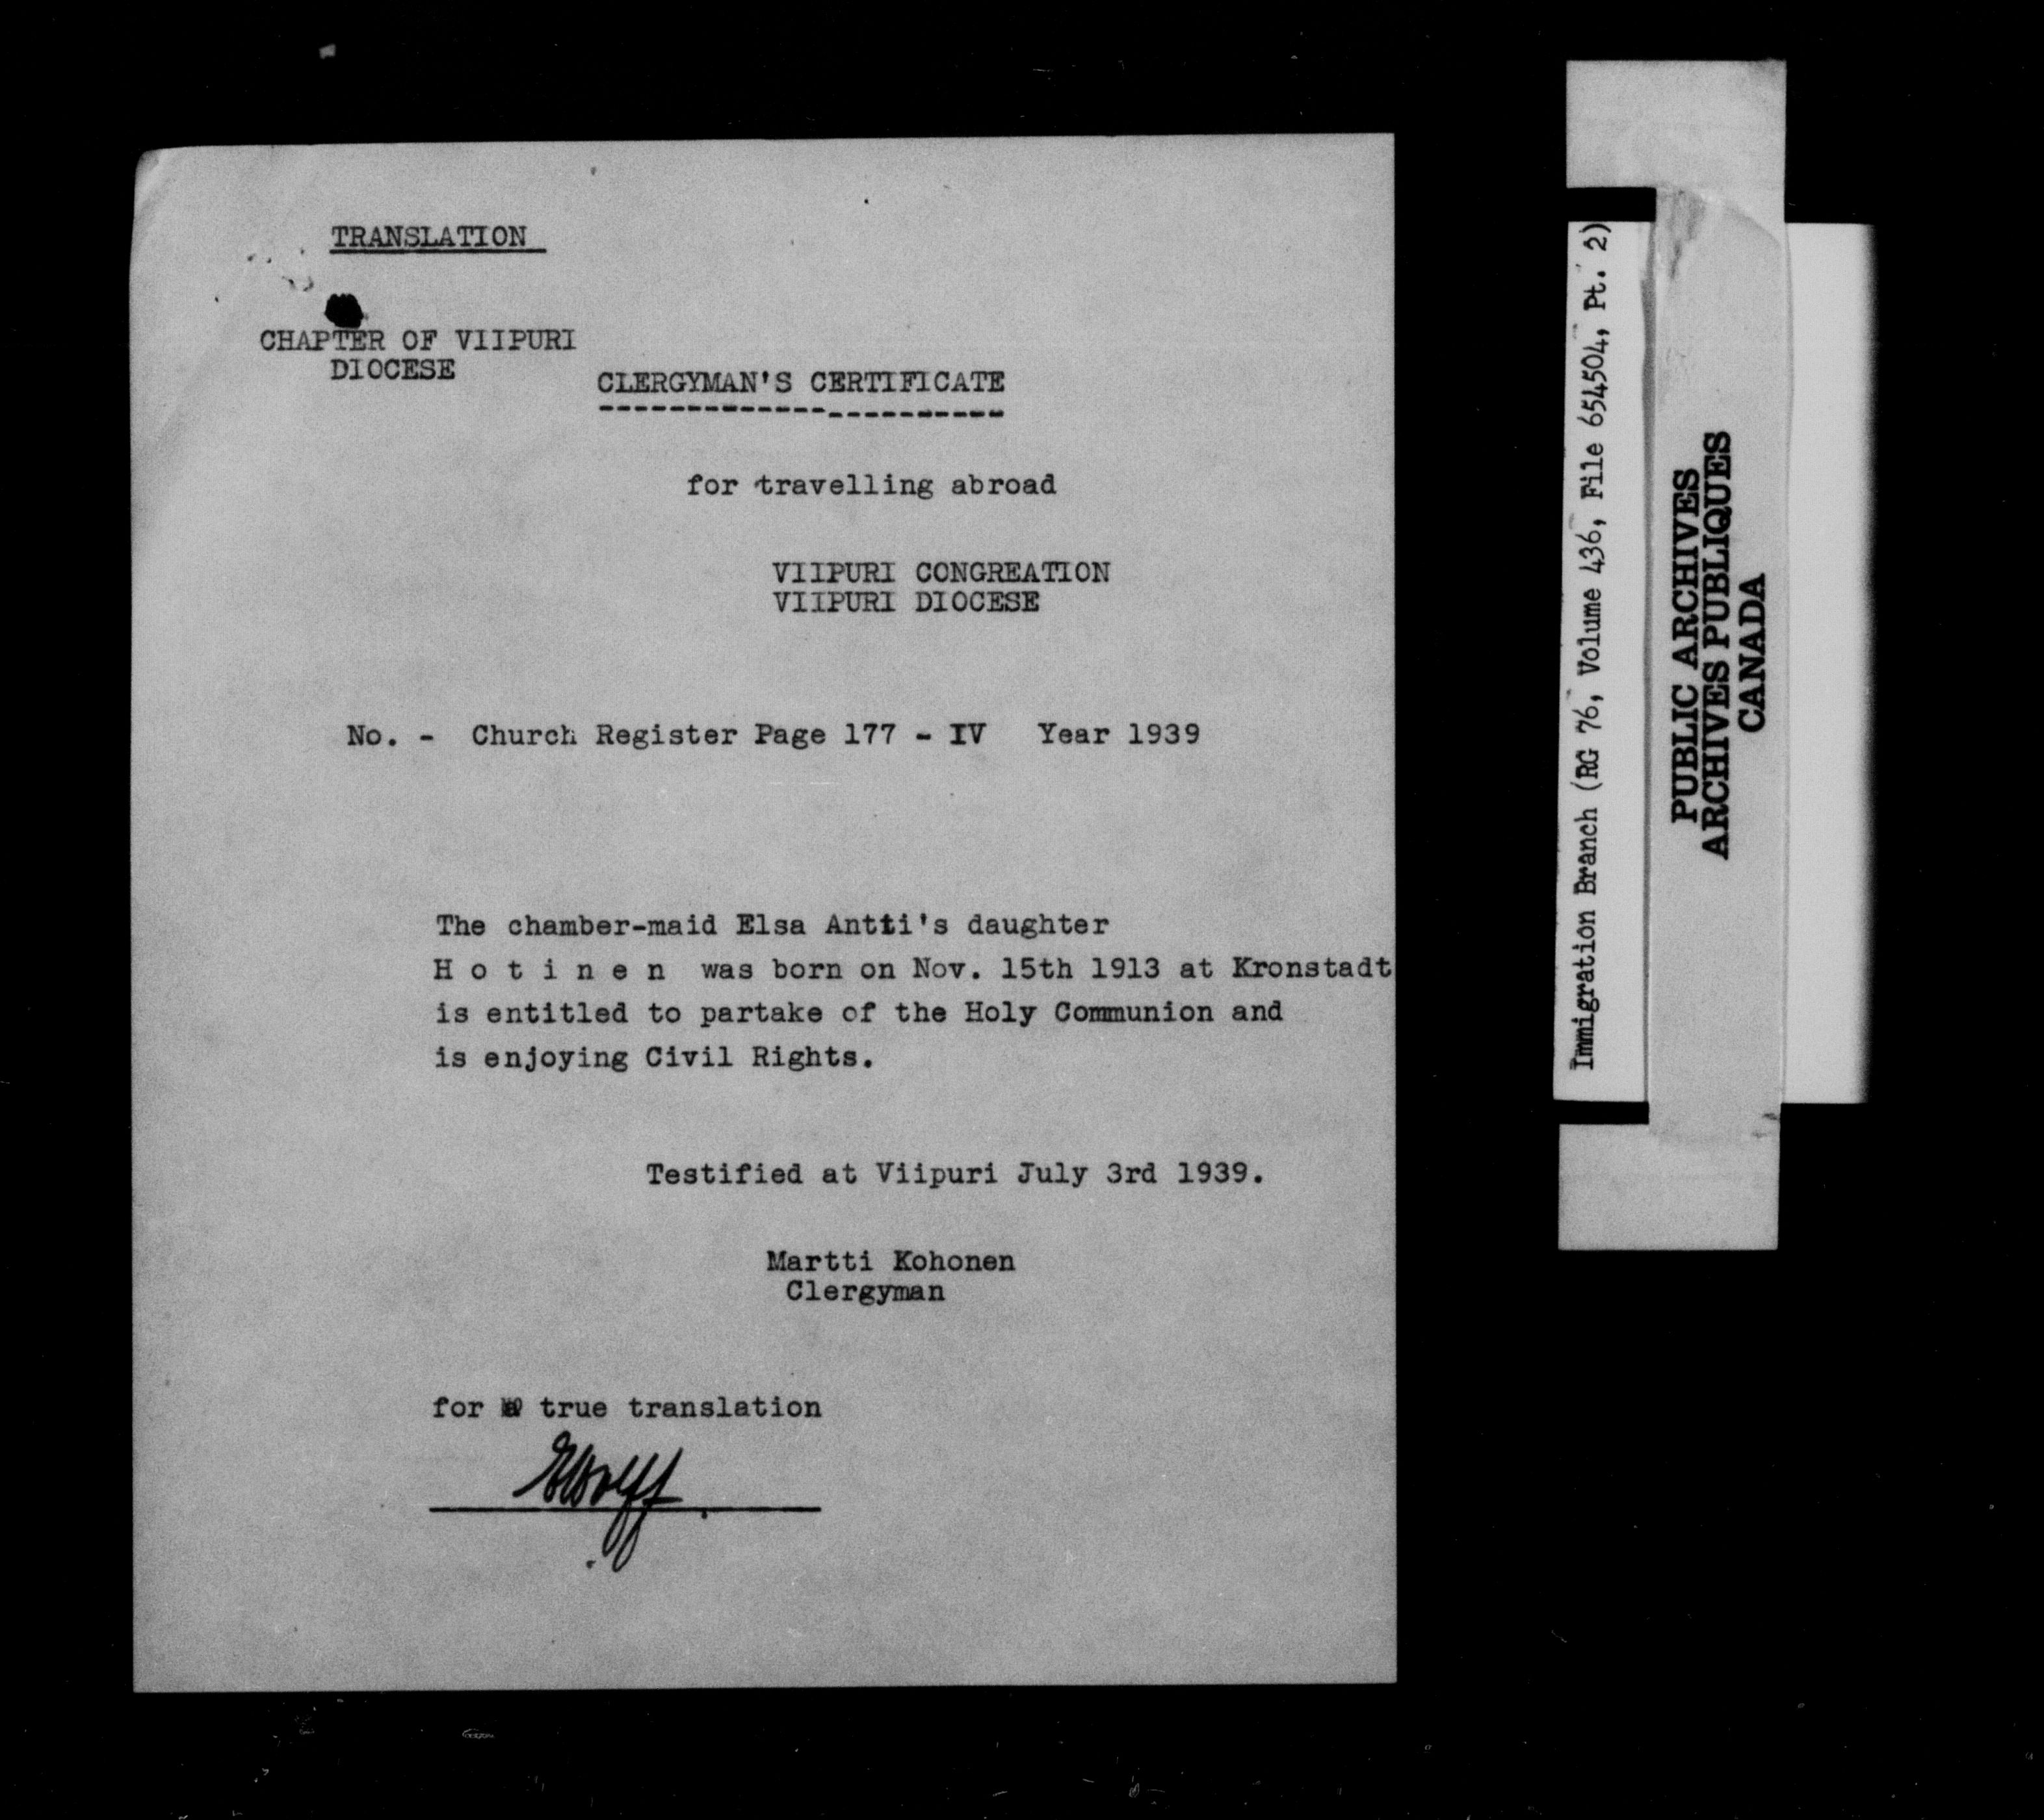 TRANSLATION
CHAPTER OF VIIPURI
DIOCESE
CLERGYMAN'S CERTIFICATE
for travelling abroad
VIIPURI CONGREATION
VIIPURI DIOCESE
No. - Church Register Page 177 - IV Year 1939
The chamber-maid Elsa Antti's daughter
H o t i n e n was born on Nov. 15th 1913 at Kronstadt
is entitled to partake of the Holy Communion and
is enjoying Civil Rights.
Testified at Viipuri July 3rd 1939.
Martti Kohonen
Clergyman
for a true translation
Immigration Branch (RG 76, Volume 436, File 654504, Pt. 2)
PUBLIC ARCHIVES
ARCHIVES PUBLIQUES
CANADA